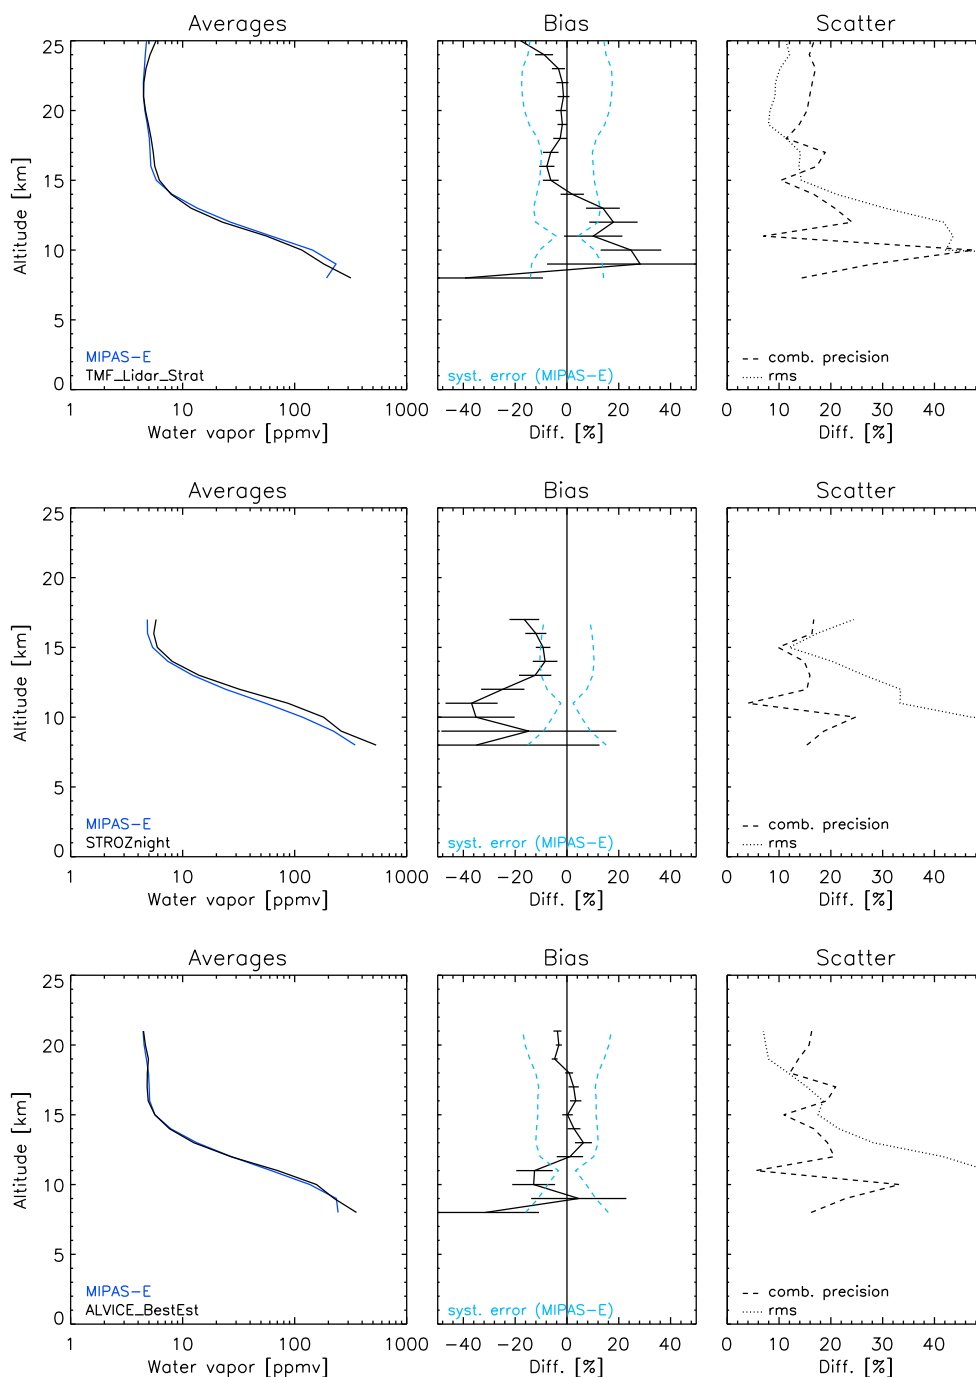 Averages Bias Scatter
25
20
15
10
5
0
Altitude [km]
MIPAS-E
TMF_Lidar_Strat
syst. error (MIPAS-E)
comb. precision
rms
1 10 100 1000 -40 -20 0 20 40 0 10 20 30 40
Water vapor [ppmv] Diff. [%] Diff. [%]
Averages Bias Scatter
25
20
15
10
5
0
Altitude [km]
MIPAS-E
STROZnight
syst. error (MIPAS-E)
comb. precision
rms
1 10 100 1000 -40 -20 0 20 40 0 10 20 30 40
Water vapor [ppmv] Diff. [%] Diff. [%]
Averages Bias Scatter
25
20
15
10
5
0
Altitude [km]
MIPAS-E
ALVICE_BestEst
syst. error (MIPAS-E)
comb. precision
rms
1 10 100 1000 -40 -20 0 20 40 0 10 20 30 40
Water vapor [ppmv] Diff. [%] Diff. [%]